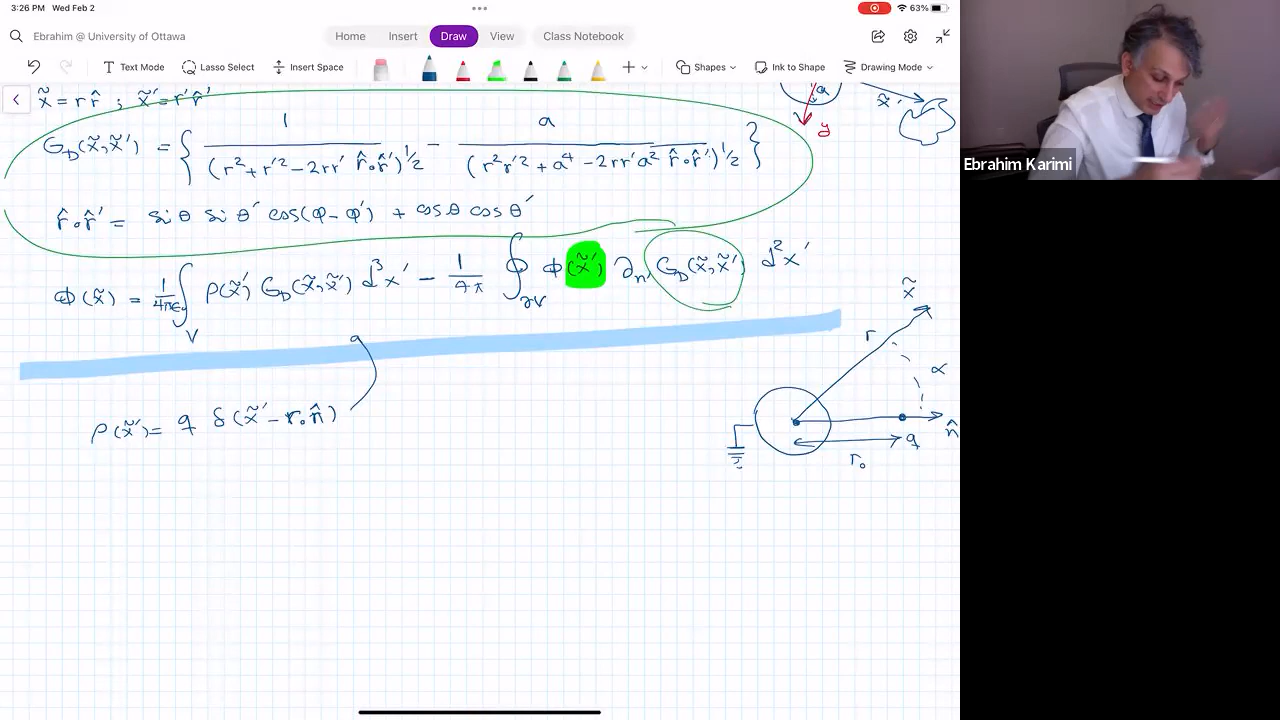 3:26 PM Wed Feb 2
63%
Ebrahim @ University of Ottawa
Home Insert Draw View Class Notebook
Text Mode Lasso Select Insert Space Shapes Ink to Shape Drawing Mode
x̃ = r r̂ ; x̃′ = r′ r̂′
a
x̃′
y
G_D(x̃,x̃′) = { 1/(r² + r′² − 2rr′ r̂∘r̂′)^½ − a/(r²r′² + a⁴ − 2rr′a² r̂∘r̂′)^½ }
r̂∘r̂′ = sin θ sin θ′ cos(φ−φ′) + cos θ cos θ′
Φ(x̃) = 1/4πε₀ ∫_V ρ(x̃′) G_D(x̃,x̃′) d³x′ − 1/4π ∮_∂V Φ(x̃′) ∂_n′ G_D(x̃,x̃′) d²x′
ρ(x̃′) = q δ(x̃′ − r₀ n̂)
x̃
r
α
n̂
q
r₀
Ebrahim Karimi